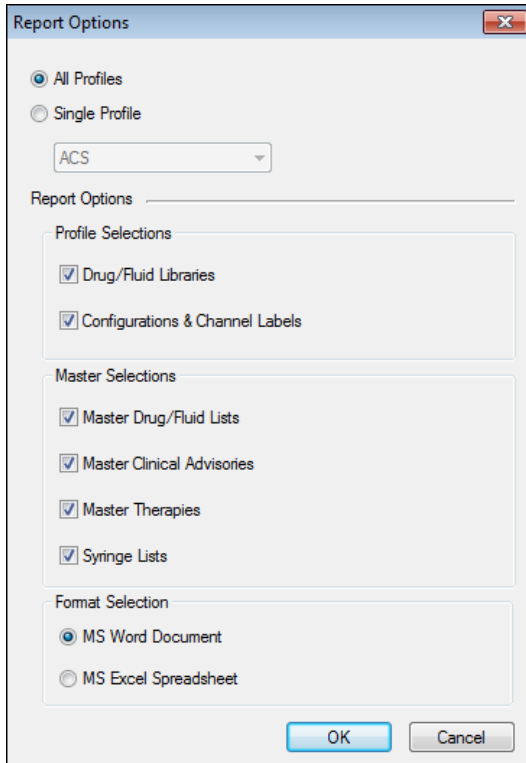 Report Options
All Profiles
Single Profile
ACS
Report Options
Profile Selections
Drug/Fluid Libraries
Configurations & Channel Labels
Master Selections
Master Drug/Fluid Lists
Master Clinical Advisories
Master Therapies
Syringe Lists
Format Selection
MS Word Document
MS Excel Spreadsheet
OK Cancel